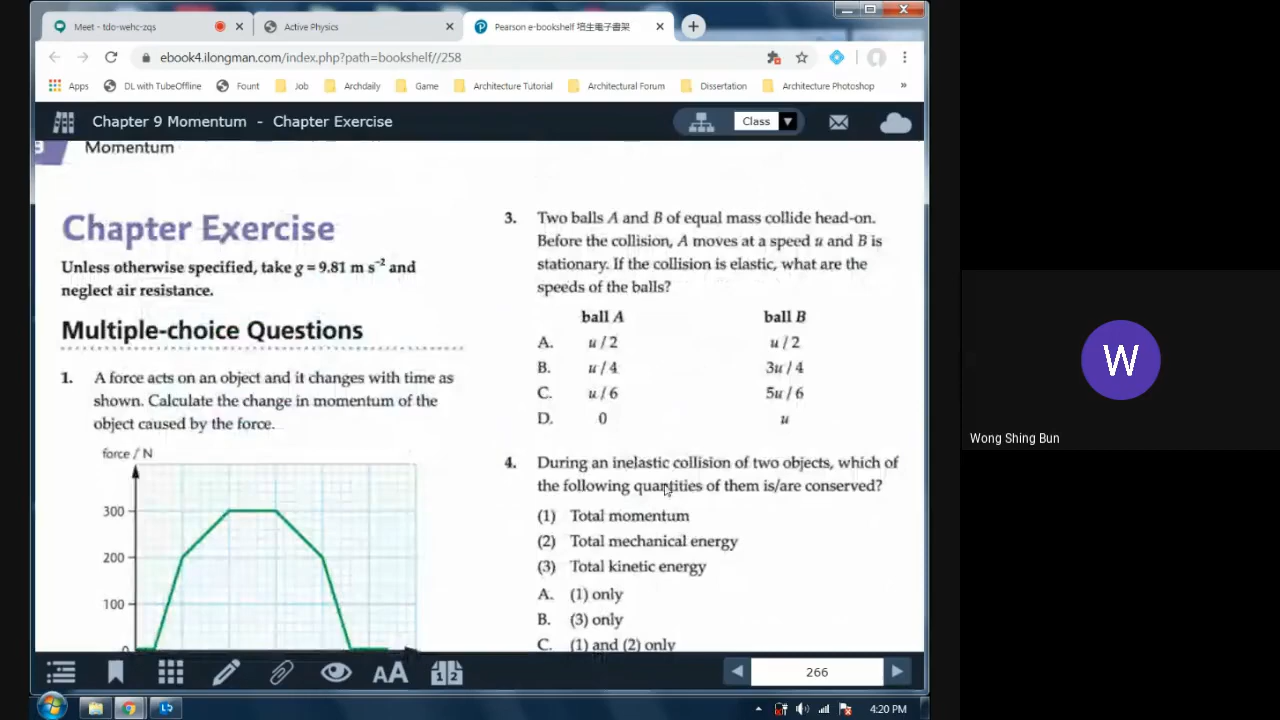 Meet - tdo-wehc-zqs
Active Physics
Pearson e-bookshelf 培生電子書架
ebook4.ilongman.com/index.php?path=bookshelf//258
Apps
DL with TubeOffline
Fount
Job
Archdaily
Game
Architecture Tutorial
Architectural Forum
Dissertation
Architecture Photoshop
»
Chapter 9 Momentum - Chapter Exercise
Class
Momentum
Chapter Exercise
Unless otherwise specified, take g = 9.81 m s⁻² and
neglect air resistance.
Multiple-choice Questions
1. A force acts on an object and it changes with time as
shown. Calculate the change in momentum of the
object caused by the force.
force / N
300
200
100
0
3. Two balls A and B of equal mass collide head-on.
Before the collision, A moves at a speed u and B is
stationary. If the collision is elastic, what are the
speeds of the balls?
ball A ball B
A. u / 2 u / 2
B. u / 4 3u / 4
C. u / 6 5u / 6
D. 0 u
4. During an inelastic collision of two objects, which of
the following quantities of them is/are conserved?
(1) Total momentum
(2) Total mechanical energy
(3) Total kinetic energy
A. (1) only
B. (3) only
C. (1) and (2) only
AA
1 2
266
4:20 PM
W
Wong Shing Bun